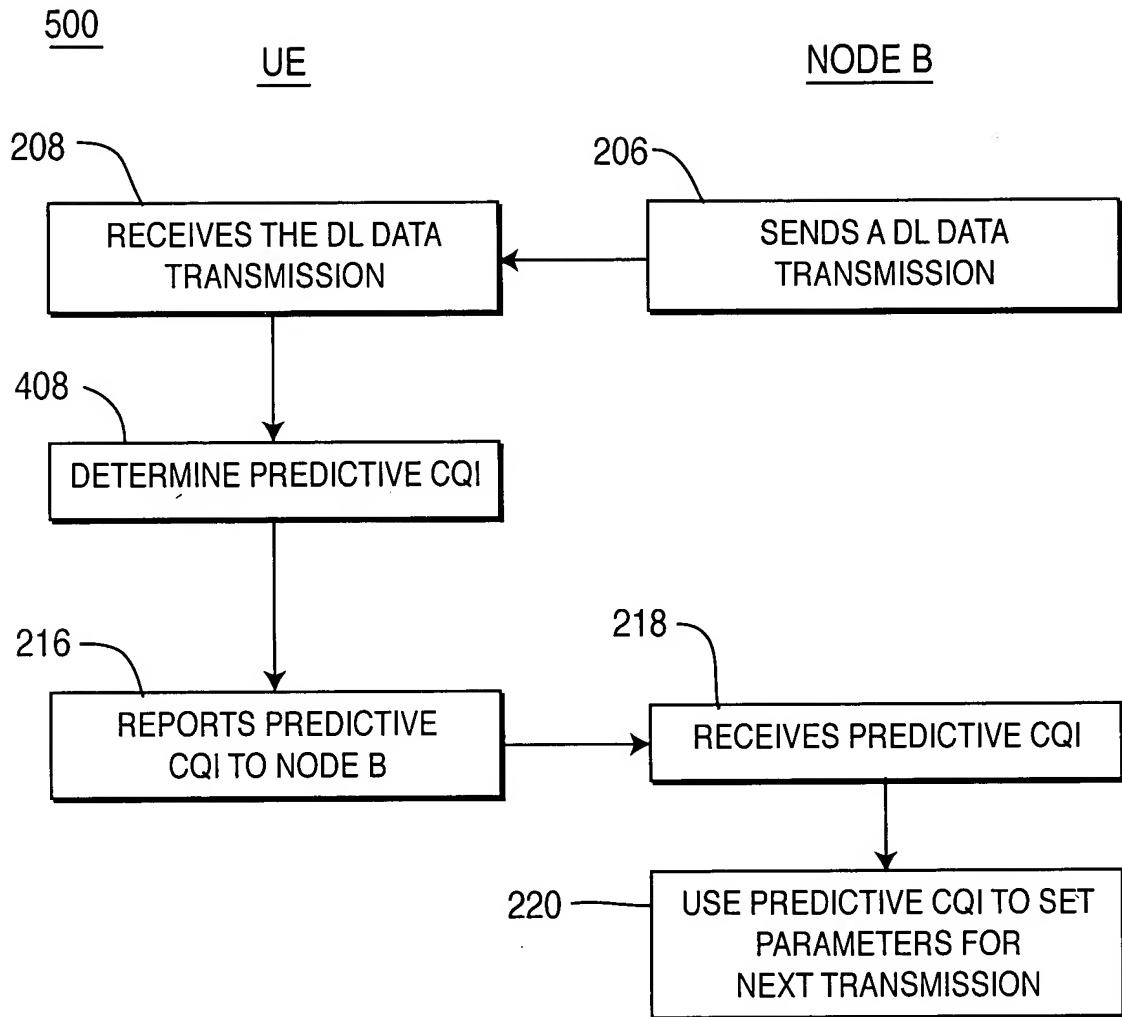 500
UE
NODE B
208
206
RECEIVES THE DL DATA
TRANSMISSION
SENDS A DL DATA
TRANSMISSION
408
DETERMINE PREDICTIVE CQI
216
218
REPORTS PREDICTIVE
CQI TO NODE B
RECEIVES PREDICTIVE CQI
220
USE PREDICTIVE CQI TO SET
PARAMETERS FOR
NEXT TRANSMISSION